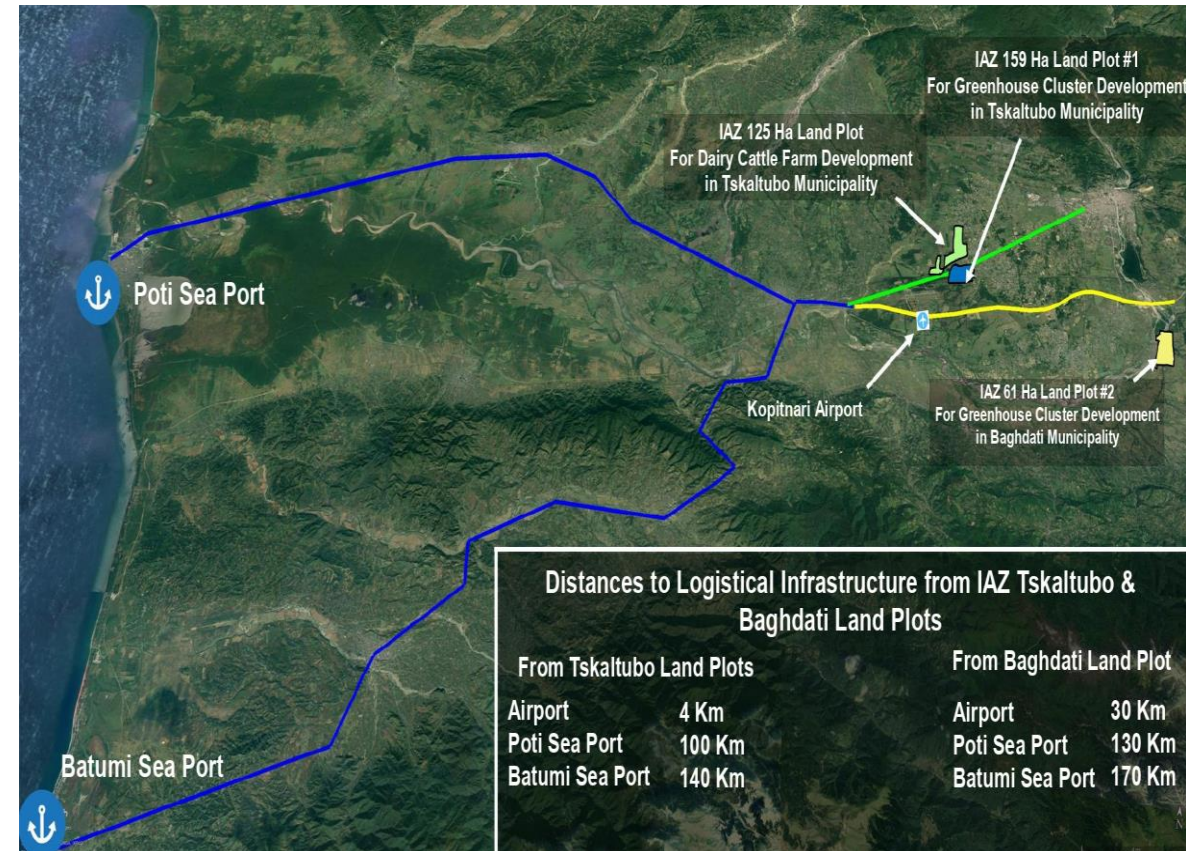 IAZ 159 Ha Land Plot #1
For Greenhouse Cluster Development
in Tskaltubo Municipality
IAZ 125 Ha Land Plot
For Dairy Cattle Farm Development
in Tskaltubo Municipality
Poti Sea Port
Kopitnari Airport
IAZ 61 Ha Land Plot #2
For Greenhouse Cluster Development
in Baghdati Municipality
Batumi Sea Port
Distances to Logistical Infrastructure from IAZ Tskaltubo &
Baghdati Land Plots
From Tskaltubo Land Plots
Airport 4 Km
Poti Sea Port 100 Km
Batumi Sea Port 140 Km
From Baghdati Land Plot
Airport 30 Km
Poti Sea Port 130 Km
Batumi Sea Port 170 Km